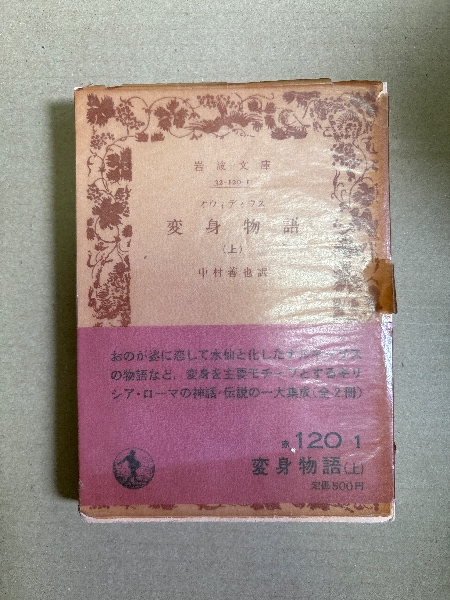 岩波文庫
32-120-1
オウィディウス
変身物語
(上)
中村善也訳
おのが姿に恋して水仙と化したナルキッソス
の物語など、変身を主要モチーフとするギリ
シア・ローマの神話・伝説の一大集成(全2冊)
赤120-1
変身物語(上)
定価500円